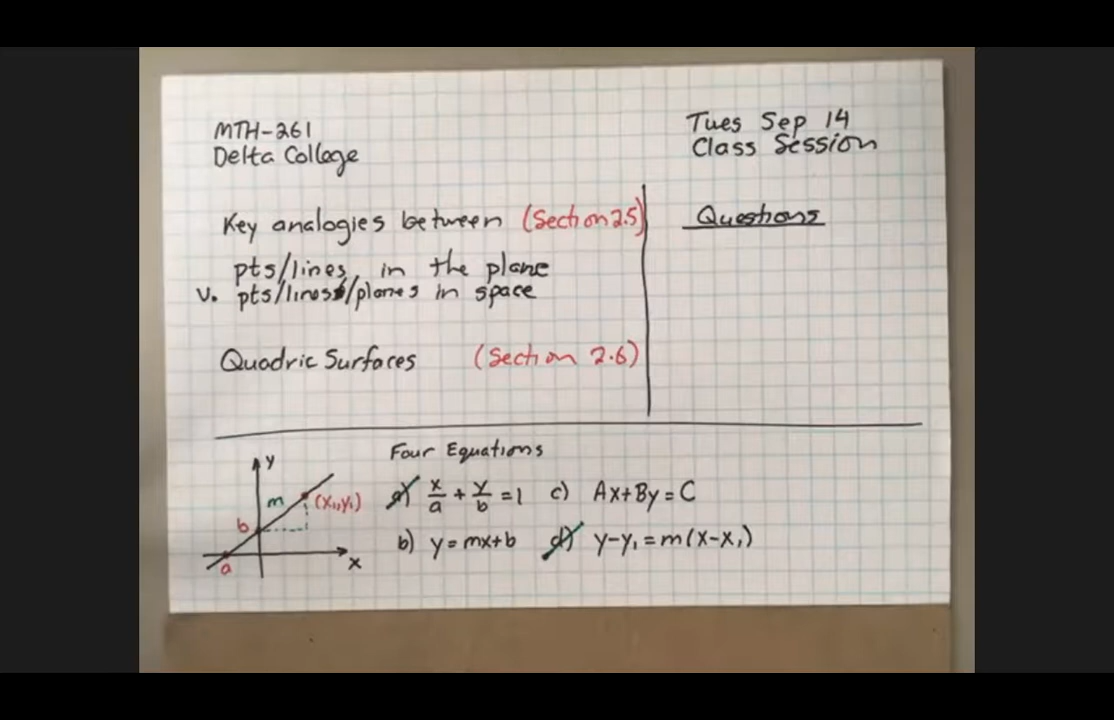 MTH-261
Delta College
Tues Sep 14
Class Session
Key analogies between (Section 2.5)
pts/lines in the plane
v. pts/lines/planes in space
Quadric Surfaces (Section 2.6)
Questions
Four Equations
a) x/a + y/b = 1
c) Ax+By=C
b) y=mx+b
d) y-y₁=m(x-x₁)
y
m
(x₁,y₁)
b
a
x